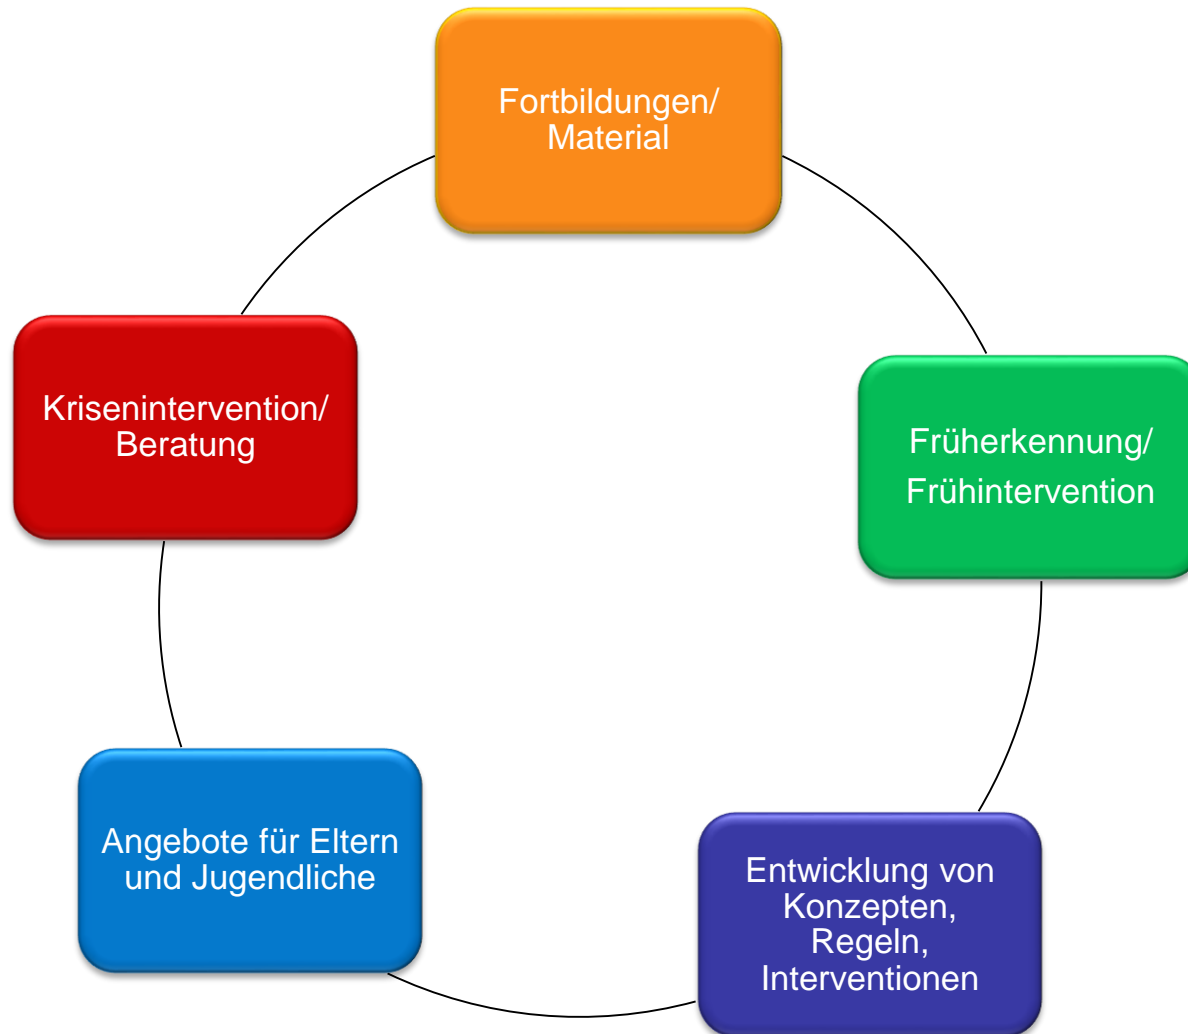 Fortbildungen/
Material
Früherkennung/
Frühintervention
Entwicklung von
Konzepten,
Regeln,
Interventionen
Angebote für Eltern
und Jugendliche
Krisenintervention/
Beratung